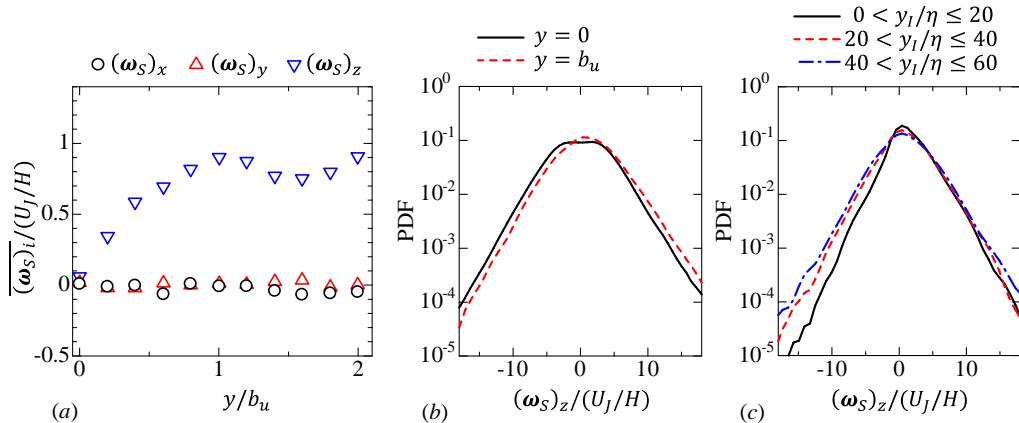 (𝝎_S)_x (𝝎_S)_y (𝝎_S)_z
1
0.5
0
-0.5
0 1 2
y/b_u
\overline{(𝝎_S)_i}/(U_J/H)
(a)
y = 0
y = b_u
10^0
10^-1
10^-2
10^-3
10^-4
10^-5
PDF
-10 0 10
(𝝎_S)_z/(U_J/H)
(b)
0 < y_I/η ≤ 20
20 < y_I/η ≤ 40
40 < y_I/η ≤ 60
10^0
10^-1
10^-2
10^-3
10^-4
10^-5
PDF
-10 0 10
(𝝎_S)_z/(U_J/H)
(c)